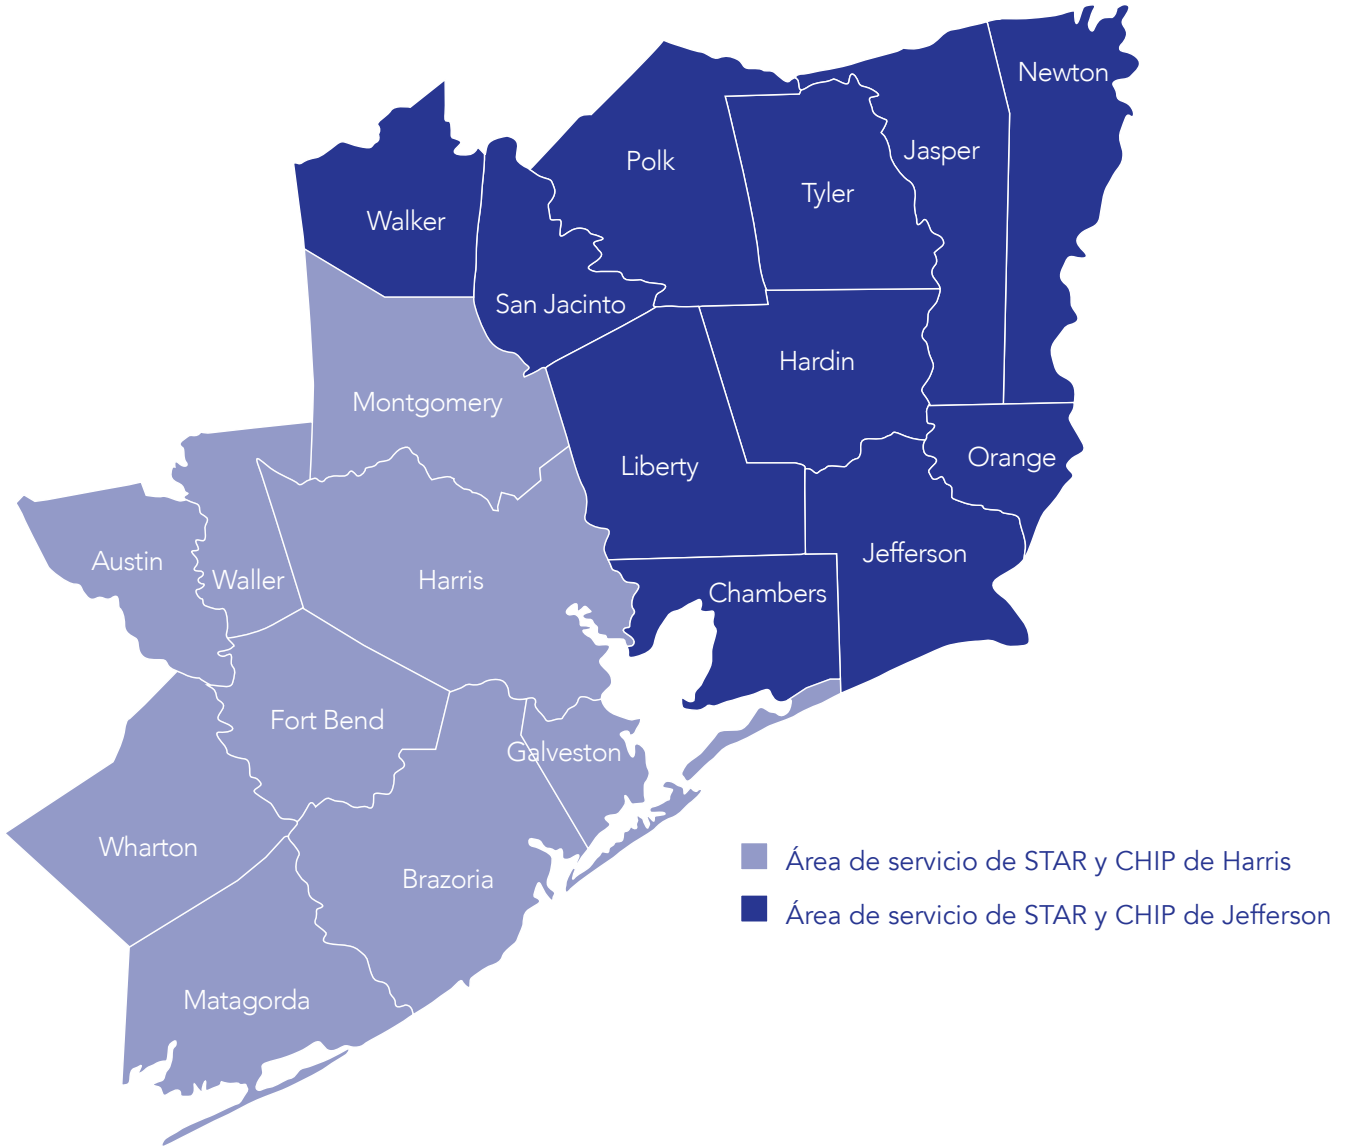 Newton
Jasper
Polk
Tyler
Walker
San Jacinto
Hardin
Montgomery
Orange
Liberty
Jefferson
Austin
Waller
Harris
Chambers
Fort Bend
Galveston
Wharton
Brazoria
Matagorda
Área de servicio de STAR y CHIP de Harris
Área de servicio de STAR y CHIP de Jefferson